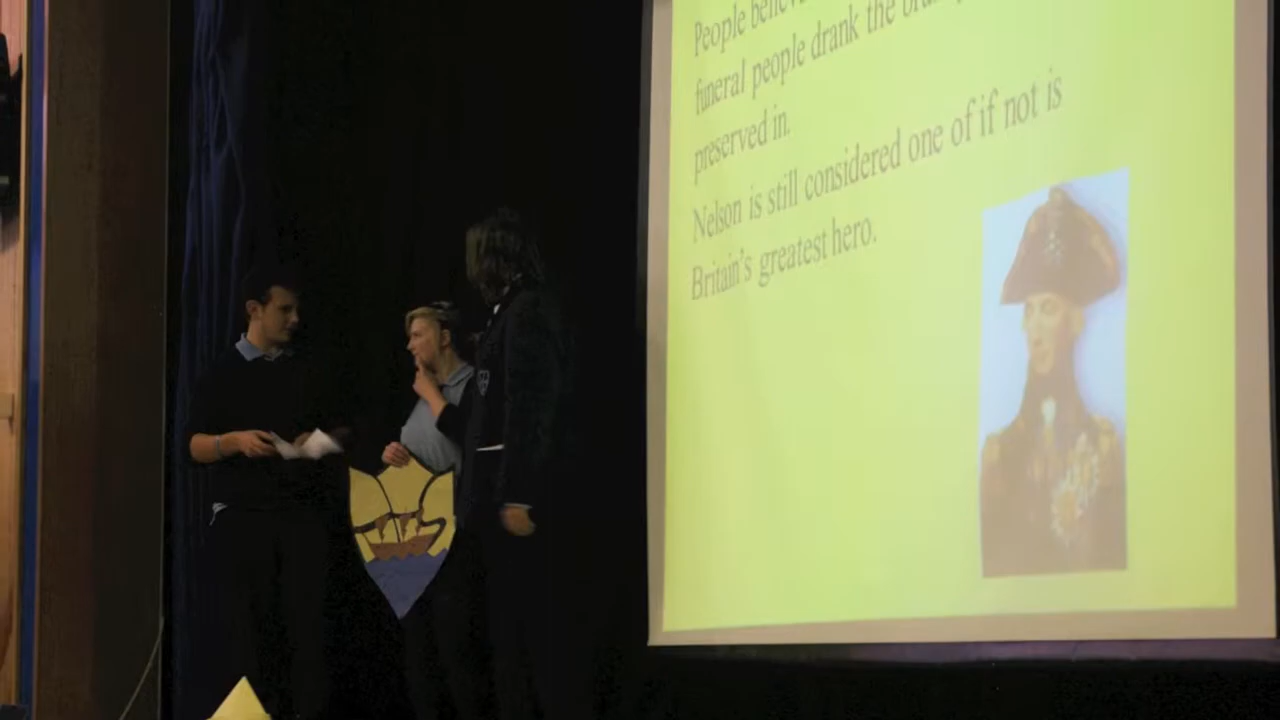 People
funeral people drank the
preserved in.
Nelson is still considered one of if not is
Britain's greatest hero.